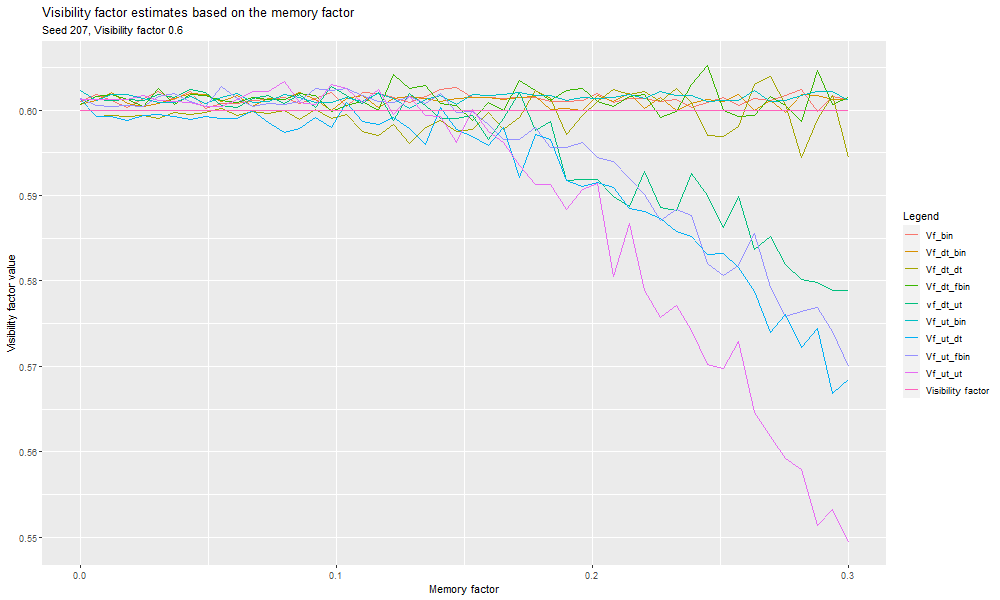 Visibility factor estimates based on the memory factor
Seed 207, Visibility factor 0.6
Visibility factor value
0.60
0.59
0.58
0.57
0.56
0.55
0.0
0.1
0.2
0.3
Memory factor
Legend
Vf_bin
Vf_dt_bin
Vf_dt_dt
Vf_dt_fbin
Vf_dt_ut
Vf_ut_bin
Vf_ut_dt
Vf_ut_fbin
Vf_ut_ut
Visibility factor